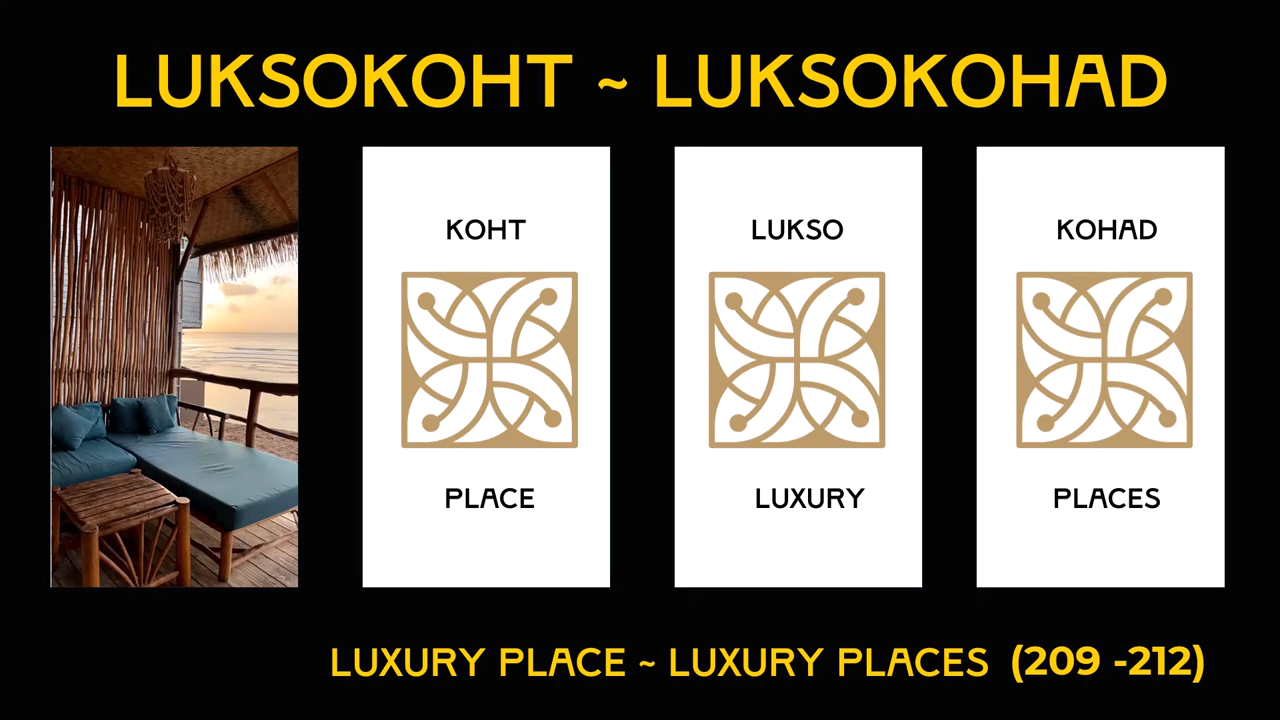 LUKSOKOHT ~ LUKSOKOHAD
KOHT
LUKSO
KOHAD
PLACE
LUXURY
PLACES
LUXURY PLACE ~ LUXURY PLACES (209 -212)